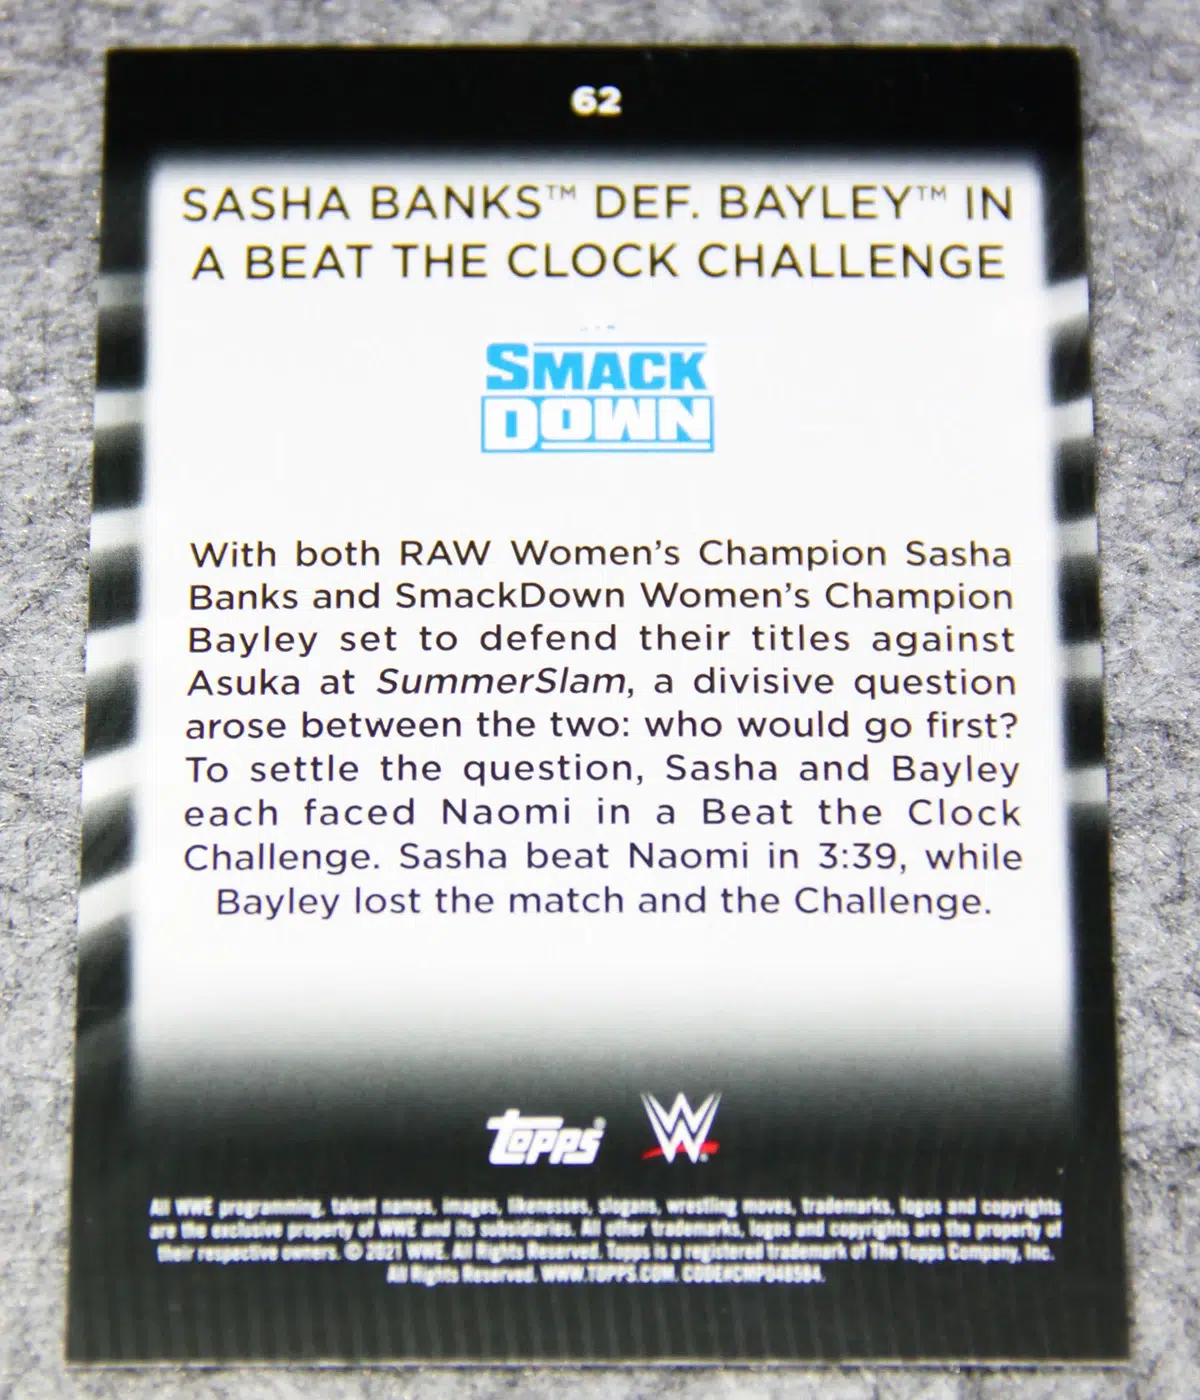 62
SASHA BANKS™ DEF. BAYLEY™ IN
A BEAT THE CLOCK CHALLENGE
SMACK
DOWN
With both RAW Women's Champion Sasha
Banks and SmackDown Women's Champion
Bayley set to defend their titles against
Asuka at SummerSlam, a divisive question
arose between the two: who would go first?
To settle the question, Sasha and Bayley
each faced Naomi in a Beat the Clock
Challenge. Sasha beat Naomi in 3:39, while
Bayley lost the match and the Challenge.
Topps® W
All WWE programming, talent names, images, likenesses, slogans, wrestling moves, trademarks, logos and copyrights
are the exclusive property of WWE and its subsidiaries. All other trademarks, logos and copyrights are the property of
their respective owners. © 2021 WWE. All Rights Reserved. Topps is a registered trademark of The Topps Company, Inc.
All Rights Reserved. WWW.TOPPS.COM. CODE#CMP048584.